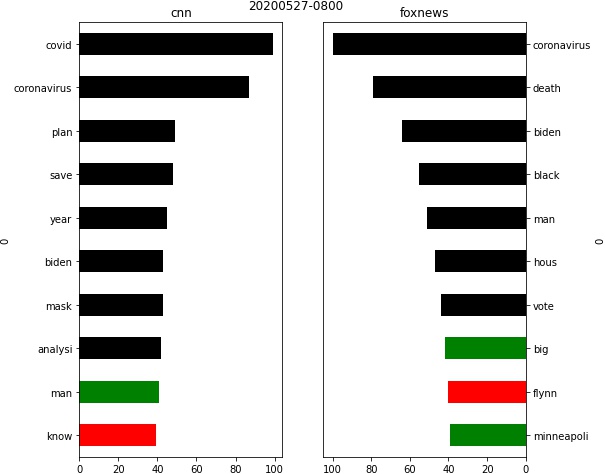 20200527-0800
cnn
foxnews
covid
coronavirus
plan
save
year
biden
mask
analysi
man
know
0
0 20 40 60 80 100
coronavirus
death
biden
black
man
hous
vote
big
flynn
minneapoli
0
100 80 60 40 20 0